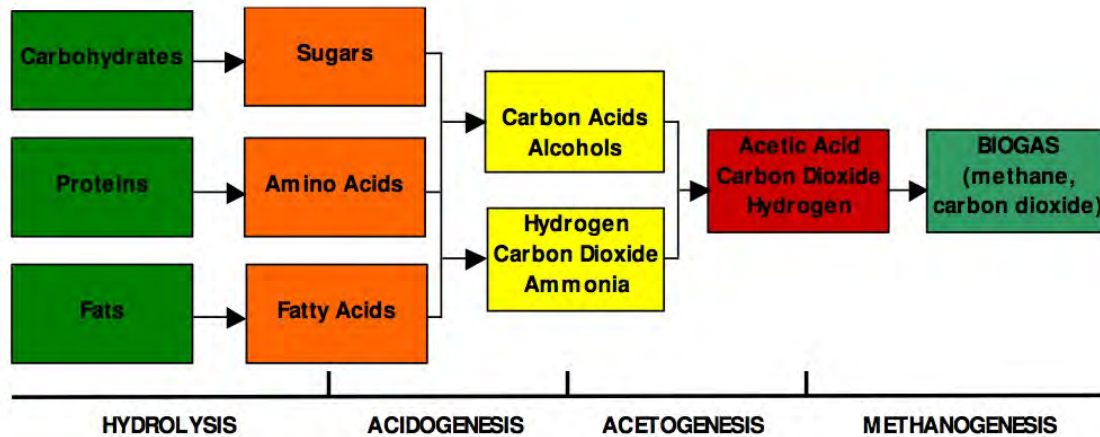 Carbohydrates
Sugars
Carbon Acids
Alcohols
Proteins
Amino Acids
Acetic Acid
Carbon Dioxide
Hydrogen
BIOGAS
(methane,
carbon dioxide)
Hydrogen
Carbon Dioxide
Ammonia
Fats
Fatty Acids
HYDROLYSIS
ACIDOGENESIS
ACETOGENESIS
METHANOGENESIS